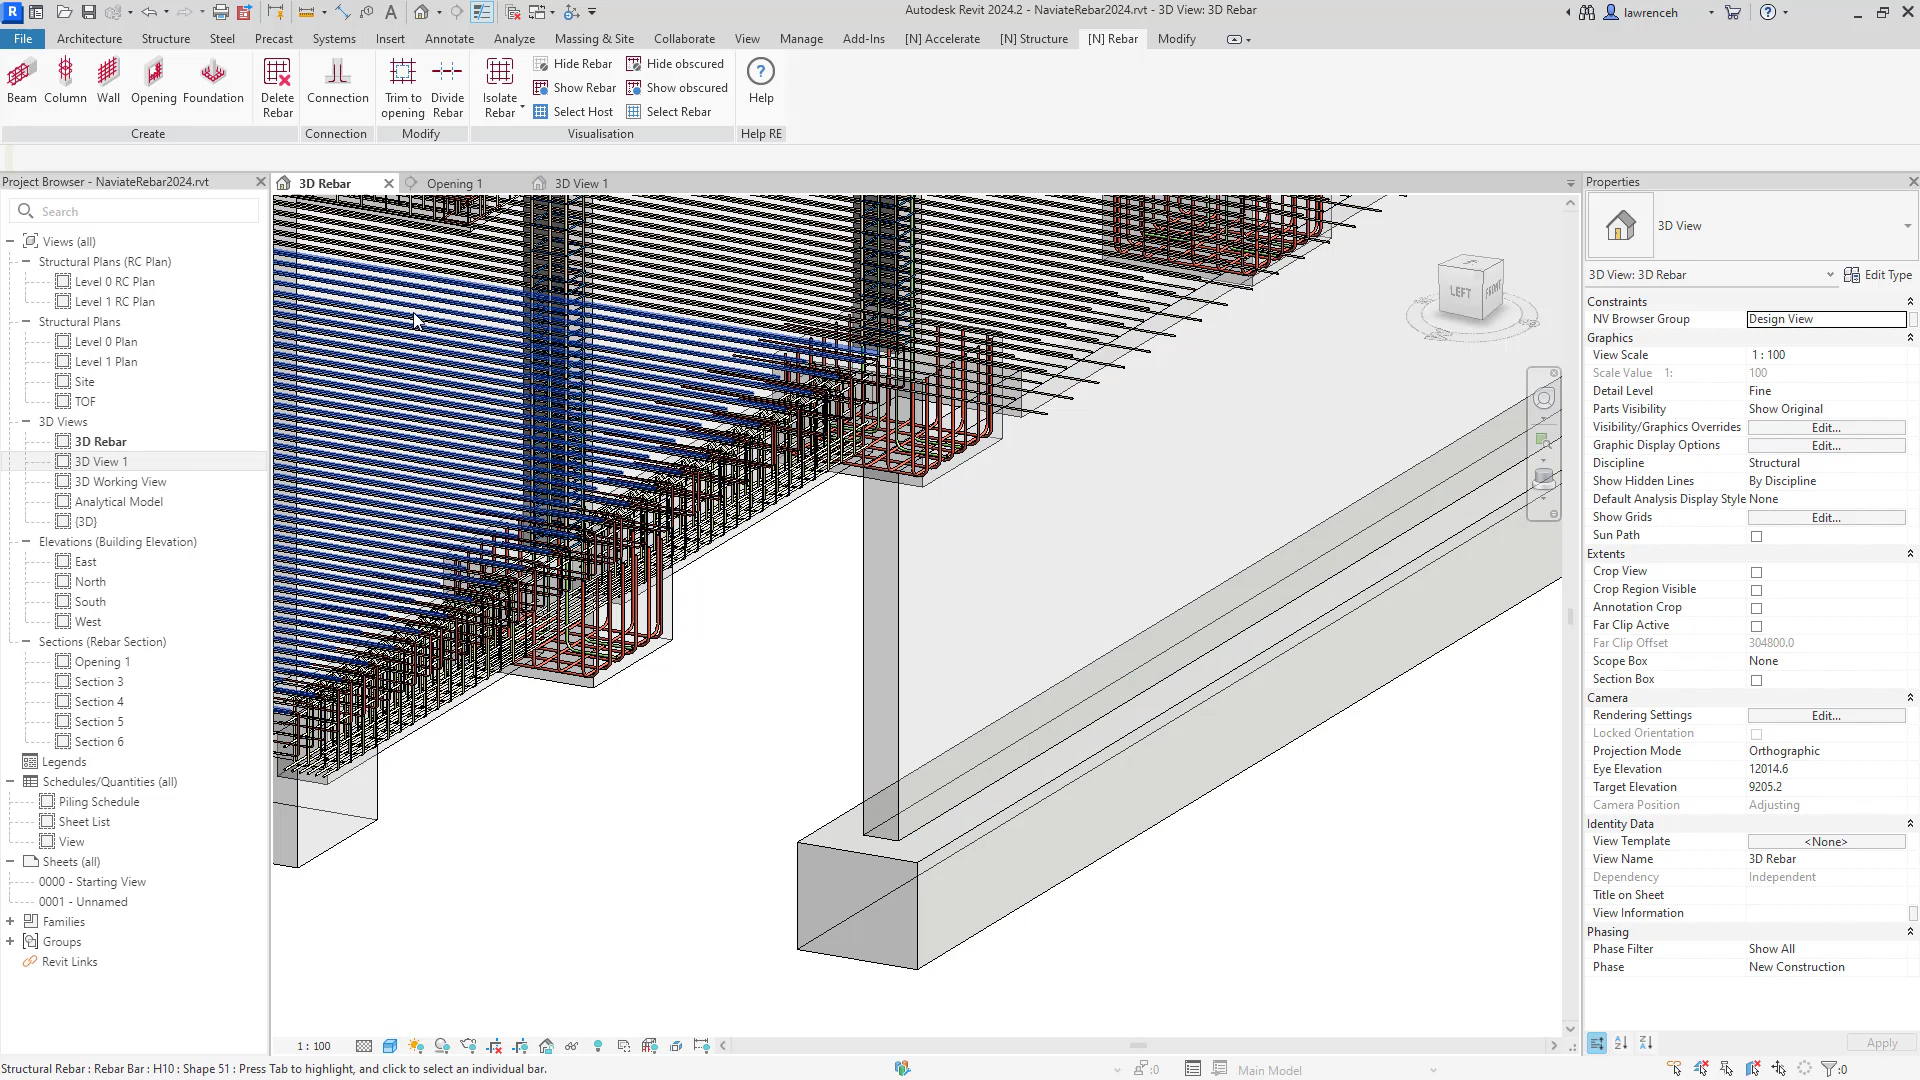 Autodesk Revit 2024.2 - NaviateRebar2024.rvt - 3D View: 3D Rebar
lawrenceh
File Architecture Structure Steel Precast Systems Insert Annotate Analyze Massing & Site Collaborate View Manage Add-Ins [N] Accelerate [N] Structure [N] Rebar Modify
Beam Column Wall Opening Foundation Delete Rebar Connection Trim to opening Divide Rebar Isolate Rebar Help
Hide Rebar Hide obscured
Show Rebar Show obscured
Select Host Select Rebar
Create Connection Modify Visualisation Help RE
Project Browser - NaviateRebar2024.rvt
Search
Views (all)
Structural Plans (RC Plan)
Level 0 RC Plan
Level 1 RC Plan
Structural Plans
Level 0 Plan
Level 1 Plan
Site
TOF
3D Views
3D Rebar
3D View 1
3D Working View
Analytical Model
{3D}
Elevations (Building Elevation)
East
North
South
West
Sections (Rebar Section)
Opening 1
Section 3
Section 4
Section 5
Section 6
Legends
Schedules/Quantities (all)
Piling Schedule
Sheet List
View
Sheets (all)
0000 - Starting View
0001 - Unnamed
Families
Groups
Revit Links
3D Rebar Opening 1 3D View 1
LEFT FRONT
1 : 100
Properties
3D View
3D View: 3D Rebar Edit Type
Constraints
NV Browser Group Design View
Graphics
View Scale 1 : 100
Scale Value 1: 100
Detail Level Fine
Parts Visibility Show Original
Visibility/Graphics Overrides Edit...
Graphic Display Options Edit...
Discipline Structural
Show Hidden Lines By Discipline
Default Analysis Display Style None
Show Grids Edit...
Sun Path
Extents
Crop View
Crop Region Visible
Annotation Crop
Far Clip Active
Far Clip Offset 304800.0
Scope Box None
Section Box
Camera
Rendering Settings Edit...
Locked Orientation
Projection Mode Orthographic
Eye Elevation 12014.6
Target Elevation 9205.2
Camera Position Adjusting
Identity Data
View Template <None>
View Name 3D Rebar
Dependency Independent
Title on Sheet
View Information
Phasing
Phase Filter Show All
Phase New Construction
Apply
Structural Rebar : Rebar Bar : H10 : Shape 51 : Press Tab to highlight, and click to select an individual bar.
:0 Main Model :0